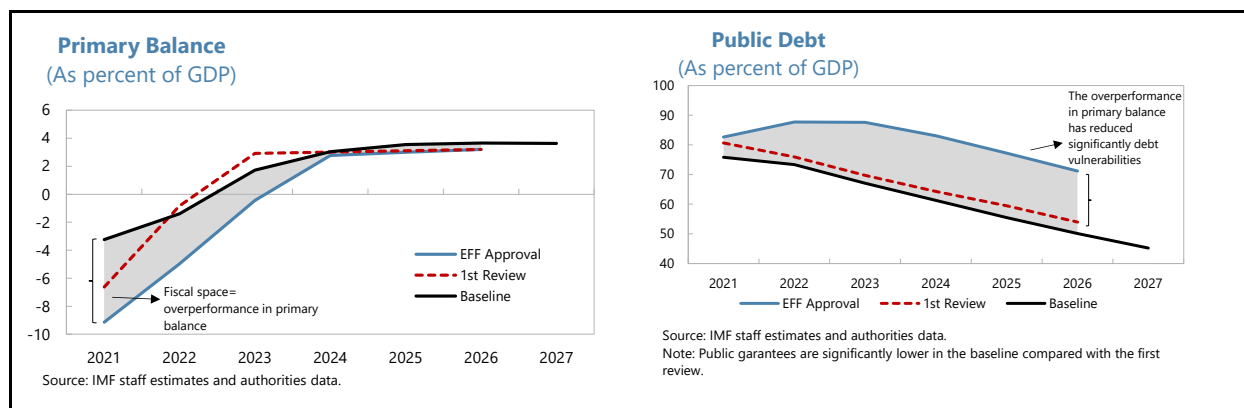 Primary Balance
(As percent of GDP)
6
4
2
0
-2
-4
-6
-8
-10
EFF Approval
1st Review
Baseline
Fiscal space=
overperformance in primary
balance
2021
2022
2023
2024
2025
2026
2027
Source: IMF staff estimates and authorities data.
Public Debt
(As percent of GDP)
100
90
80
70
60
50
40
The overperformance
in primary balance
has reduced
significantly debt
vulnerabilities
2021
2022
2023
2024
2025
2026
2027
EFF Approval
1st Review
Baseline
Source: IMF staff estimates and authorities data.
Note: Public garantees are significantly lower in the baseline compared with the first
review.